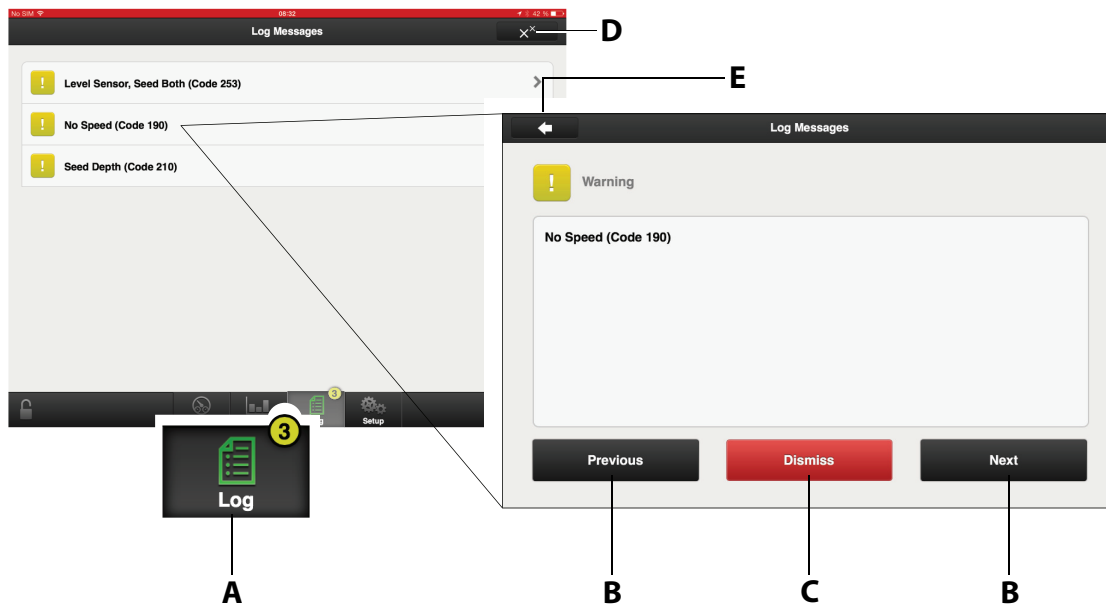 No SIM 08:32 42 %
Log Messages
D
Level Sensor, Seed Both (Code 253)
E
No Speed (Code 190)
Log Messages
Seed Depth (Code 210)
Warning
No Speed (Code 190)
3
Setup
3
Log
Previous Dismiss Next
A B C B